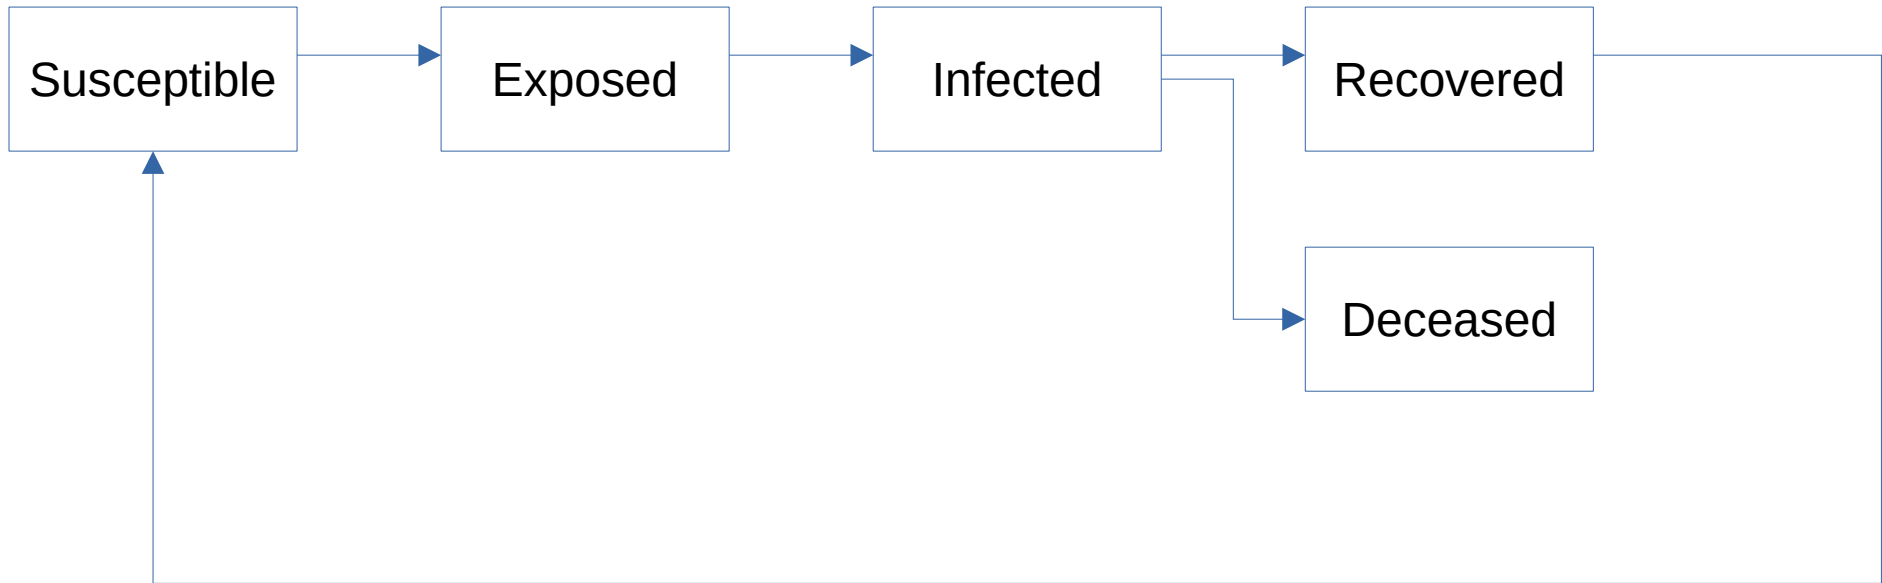 Susceptible
Exposed
Infected
Recovered
Deceased